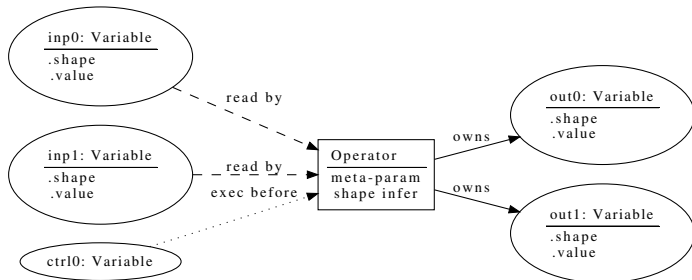 inp0: Variable
.shape
.value
read by
inp1: Variable
.shape
.value
read by
exec before
ctrl0: Variable
Operator
meta-param
shape infer
owns
owns
out0: Variable
.shape
.value
out1: Variable
.shape
.value